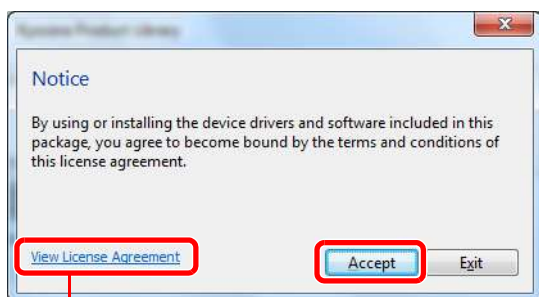 Notice
By using or installing the device drivers and software included in this
package, you agree to become bound by the terms and conditions of
this license agreement.
View License Agreement
Accept
Exit